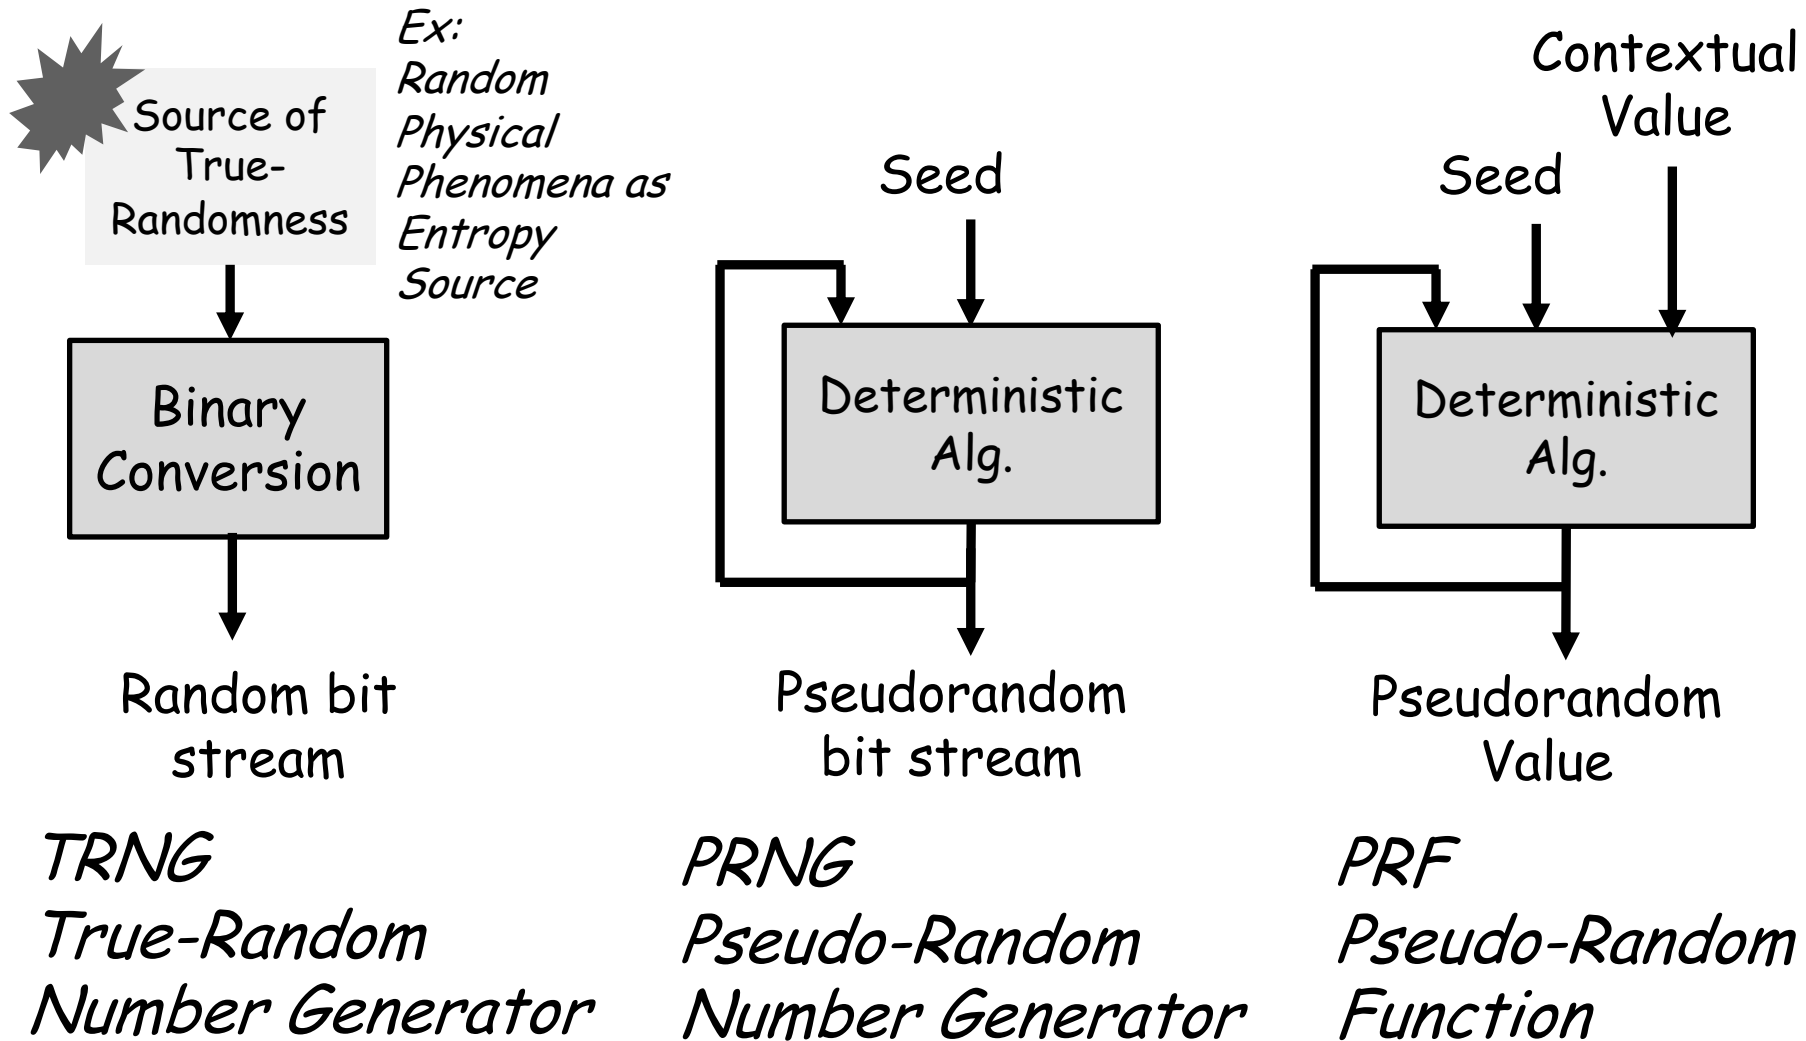 Source of
True-
Randomness
Ex:
Random
Physical
Phenomena as
Entropy
Source
Binary
Conversion
Random bit
stream
TRNG
True-Random
Number Generator
Seed
Deterministic
Alg.
Pseudorandom
bit stream
PRNG
Pseudo-Random
Number Generator
Contextual
Value
Seed
Deterministic
Alg.
Pseudorandom
Value
PRF
Pseudo-Random
Function